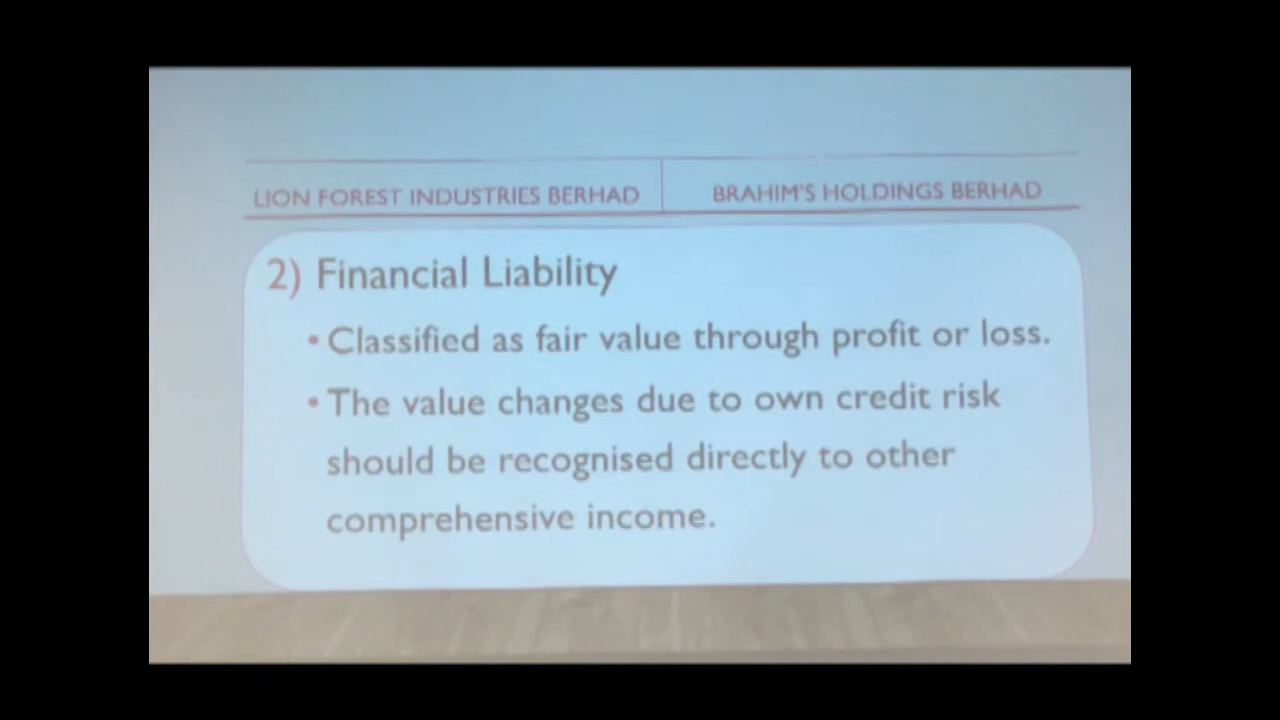 LION FOREST INDUSTRIES BERHAD
BRAHIM'S HOLDINGS BERHAD
2) Financial Liability
• Classified as fair value through profit or loss.
• The value changes due to own credit risk
should be recognised directly to other
comprehensive income.